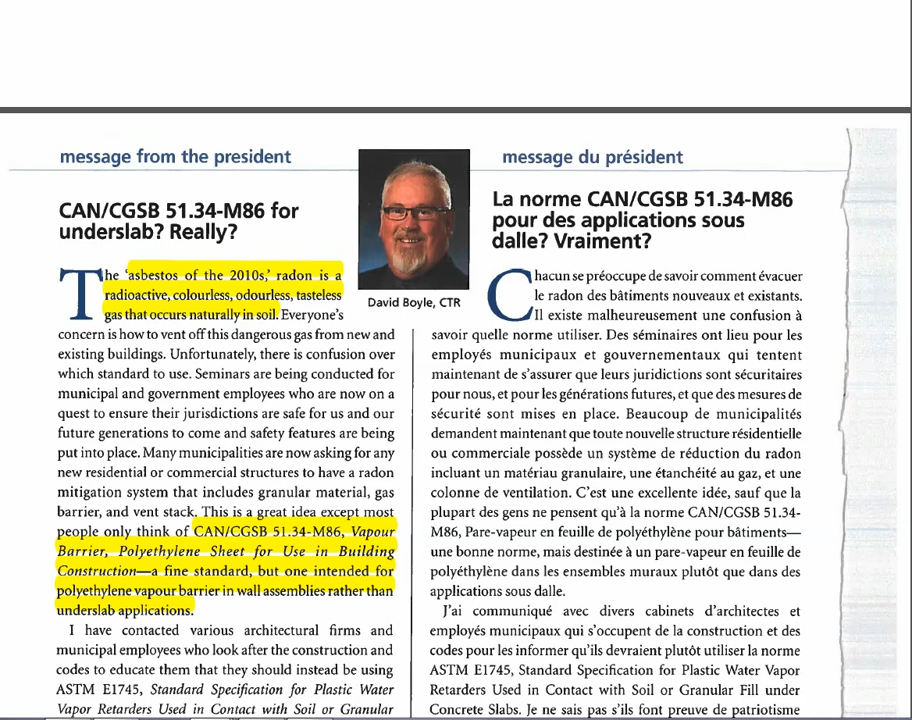 message from the president
CAN/CGSB 51.34-M86 for
underslab? Really?
The ‘asbestos of the 2010s,’ radon is a
radioactive, colourless, odourless, tasteless
gas that occurs naturally in soil. Everyone’s
concern is how to vent off this dangerous gas from new and
existing buildings. Unfortunately, there is confusion over
which standard to use. Seminars are being conducted for
municipal and government employees who are now on a
quest to ensure their jurisdictions are safe for us and our
future generations to come and safety features are being
put into place. Many municipalities are now asking for any
new residential or commercial structures to have a radon
mitigation system that includes granular material, gas
barrier, and vent stack. This is a great idea except most
people only think of CAN/CGSB 51.34-M86, Vapour
Barrier, Polyethylene Sheet for Use in Building
Construction—a fine standard, but one intended for
polyethylene vapour barrier in wall assemblies rather than
underslab applications.
I have contacted various architectural firms and
municipal employees who look after the construction and
codes to educate them that they should instead be using
ASTM E1745, Standard Specification for Plastic Water
Vapor Retarders Used in Contact with Soil or Granular
David Boyle, CTR
message du président
La norme CAN/CGSB 51.34-M86
pour des applications sous
dalle? Vraiment?
Chacun se préoccupe de savoir comment évacuer
le radon des bâtiments nouveaux et existants.
Il existe malheureusement une confusion à
savoir quelle norme utiliser. Des séminaires ont lieu pour les
employés municipaux et gouvernementaux qui tentent
maintenant de s’assurer que leurs juridictions sont sécuritaires
pour nous, et pour les générations futures, et que des mesures de
sécurité sont mises en place. Beaucoup de municipalités
demandent maintenant que toute nouvelle structure résidentielle
ou commerciale possède un système de réduction du radon
incluant un matériau granulaire, une étanchéité au gaz, et une
colonne de ventilation. C’est une excellente idée, sauf que la
plupart des gens ne pensent qu’à la norme CAN/CGSB 51.34-
M86, Pare-vapeur en feuille de polyéthylène pour bâtiments—
une bonne norme, mais destinée à un pare-vapeur en feuille de
polyéthylène dans les ensembles muraux plutôt que dans des
applications sous dalle.
J’ai communiqué avec divers cabinets d’architectes et
employés municipaux qui s’occupent de la construction et des
codes pour les informer qu’ils devraient plutôt utiliser la norme
ASTM E1745, Standard Specification for Plastic Water Vapor
Retarders Used in Contact with Soil or Granular Fill under
Concrete Slabs. Je ne sais pas s’ils font preuve de patriotisme